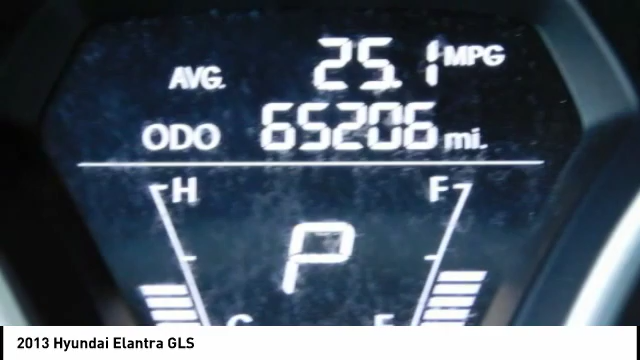 AVG. 25.1 MPG
ODO 65206 mi.
H F
P
C E
2013 Hyundai Elantra GLS